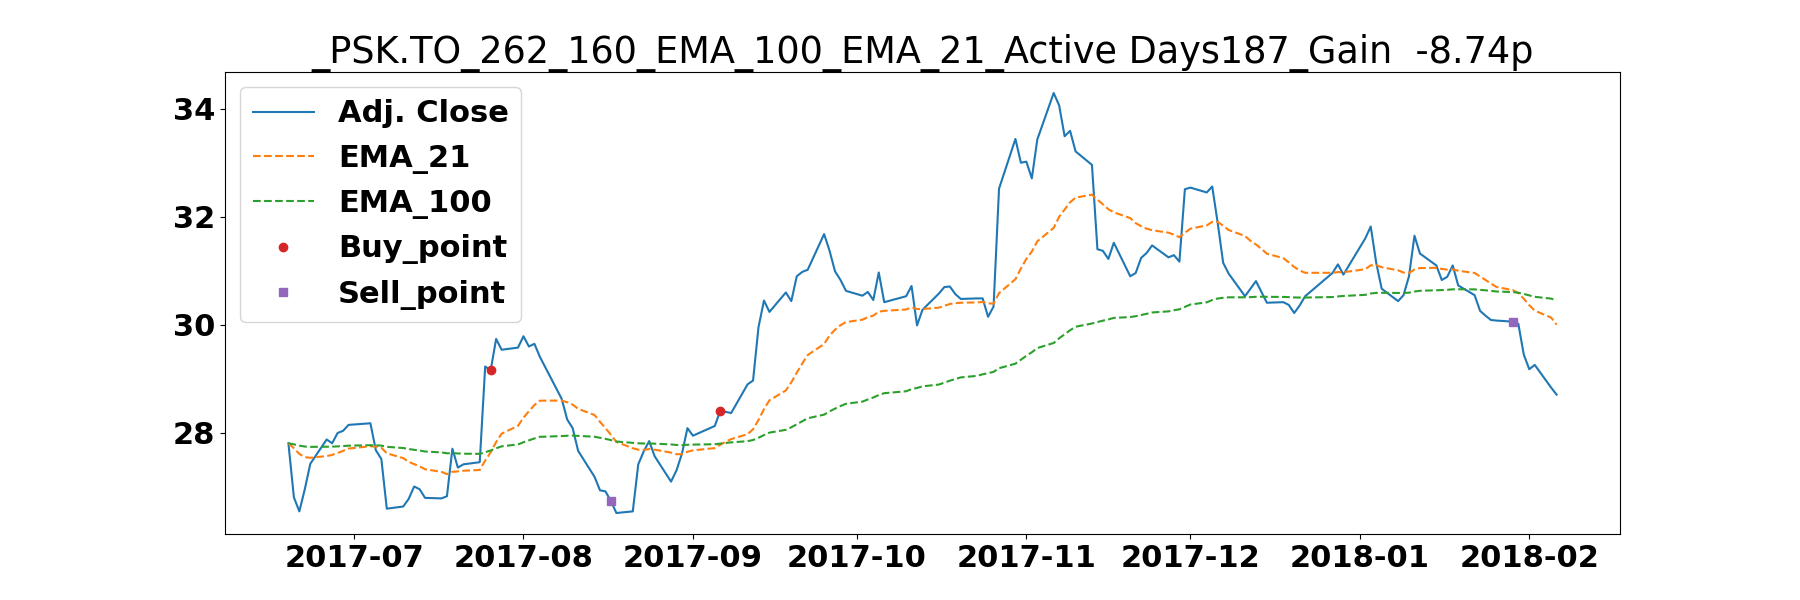 _PSK.TO_262_160_EMA_100_EMA_21_Active Days187_Gain  -8.74p
34
32
30
28
Adj. Close
EMA_21
EMA_100
Buy_point
Sell_point
2017-07 2017-08 2017-09 2017-10 2017-11 2017-12 2018-01 2018-02